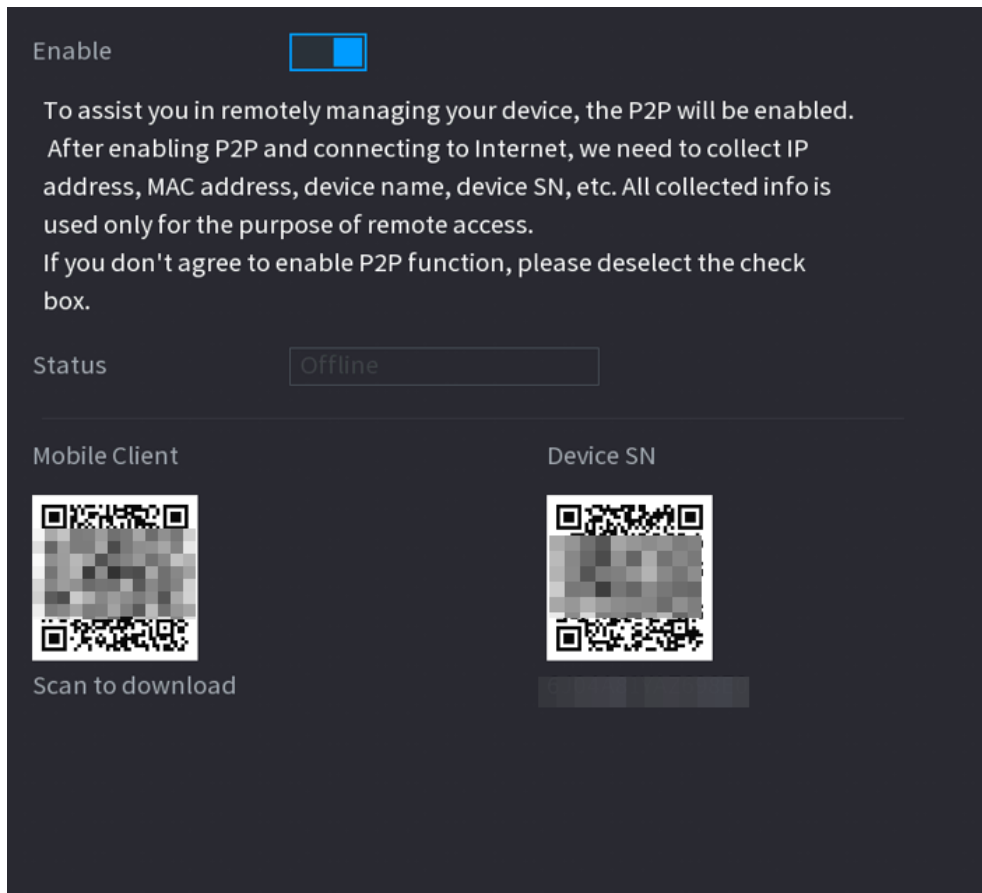 Enable
To assist you in remotely managing your device, the P2P will be enabled.
After enabling P2P and connecting to Internet, we need to collect IP
address, MAC address, device name, device SN, etc. All collected info is
used only for the purpose of remote access.
If you don't agree to enable P2P function, please deselect the check
box.
Status
Offline
Mobile Client
Device SN
Scan to download